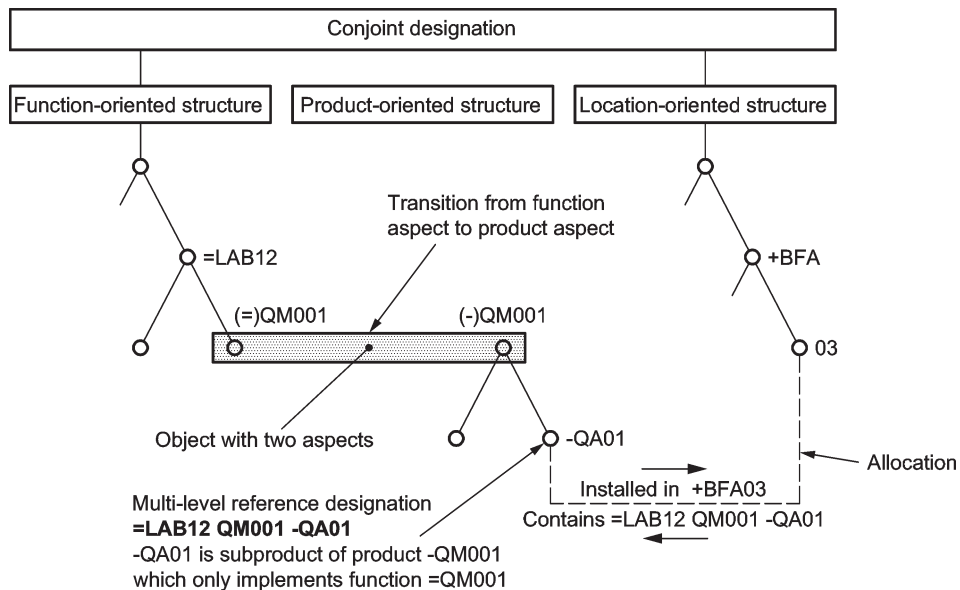 Conjoint designation
Function-oriented structure
Product-oriented structure
Location-oriented structure
Transition from function
aspect to product aspect
=LAB12
+BFA
(=)QM001
(-)QM001
03
Object with two aspects
-QA01
Allocation
Installed in +BFA03
Contains =LAB12 QM001 -QA01
Multi-level reference designation
=LAB12 QM001 -QA01
-QA01 is subproduct of product -QM001
which only implements function =QM001